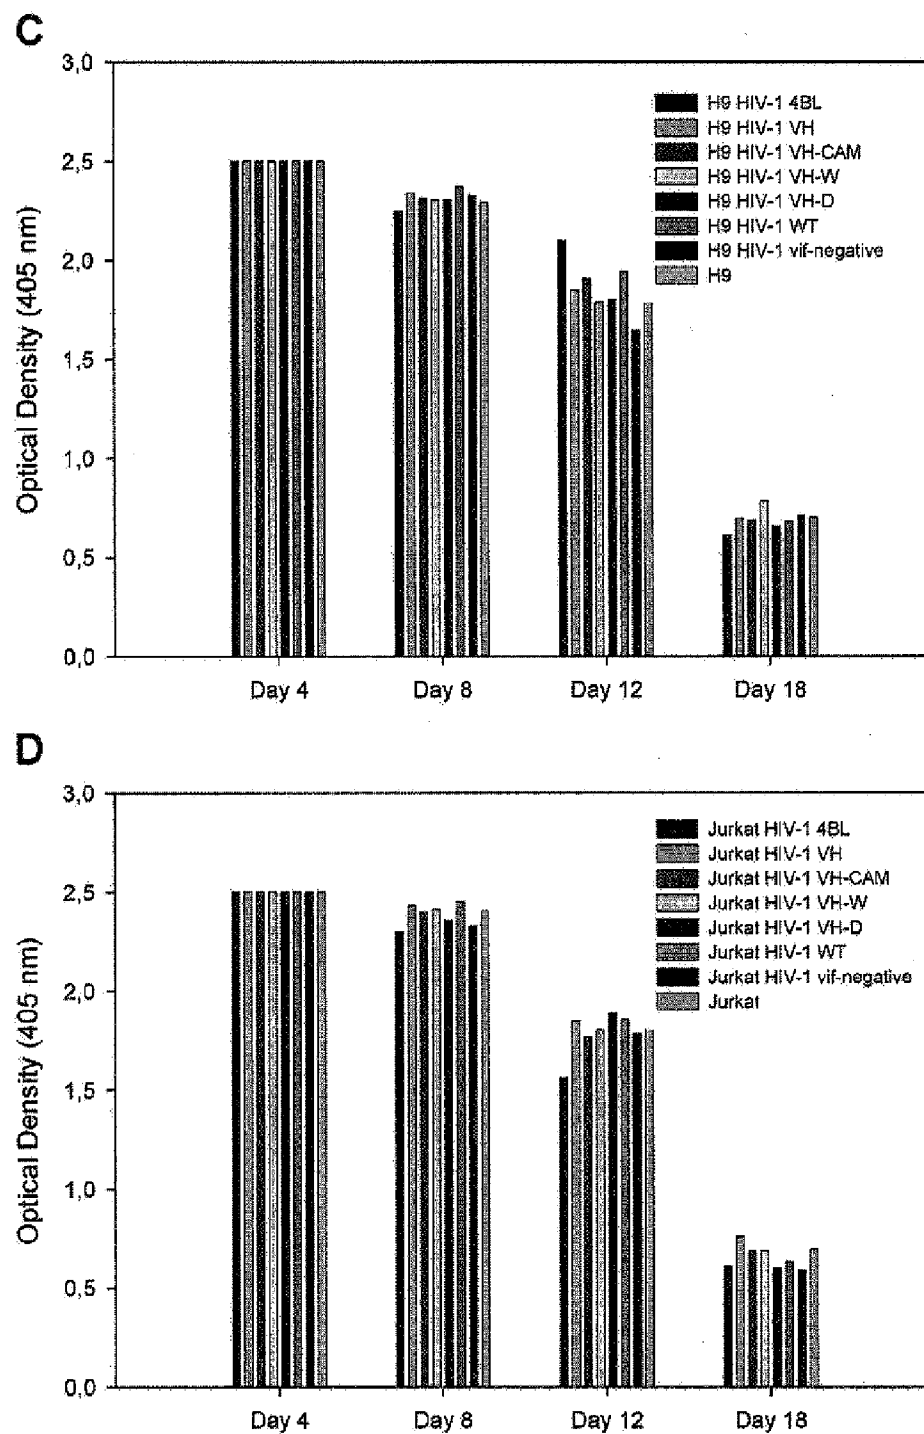 C
Optical Density (405 nm)
3,0
2,5
2,0
1,5
1,0
0,5
0,0
H9 HIV-1 4BL
H9 HIV-1 VH
H9 HIV-1 VH-CAM
H9 HIV-1 VH-W
H9 HIV-1 VH-D
H9 HIV-1 WT
H9 HIV-1 vif-negative
H9
Day 4 Day 8 Day 12 Day 18
D
Optical Density (405 nm)
3,0
2,5
2,0
1,5
1,0
0,5
0,0
Jurkat HIV-1 4BL
Jurkat HIV-1 VH
Jurkat HIV-1 VH-CAM
Jurkat HIV-1 VH-W
Jurkat HIV-1 VH-D
Jurkat HIV-1 WT
Jurkat HIV-1 vif-negative
Jurkat
Day 4 Day 8 Day 12 Day 18